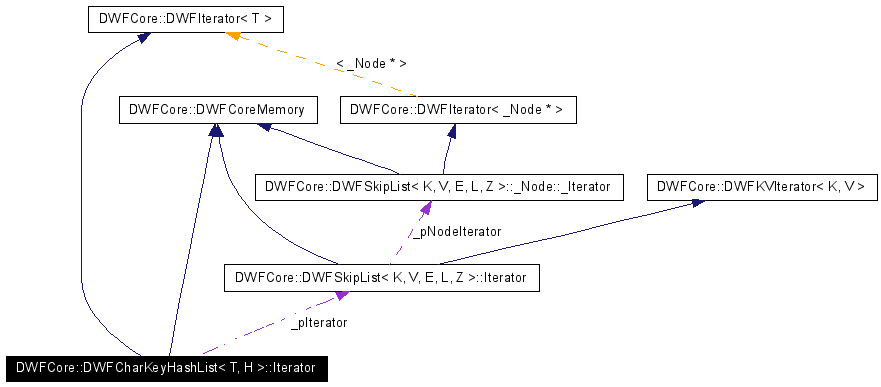 DWFCore::DWFIterator< T >
< _Node * >
DWFCore::DWFCoreMemory
DWFCore::DWFIterator< _Node * >
DWFCore::DWFSkipList< K, V, E, L, Z >::_Node::_Iterator
DWFCore::DWFKVIterator< K, V >
_pNodeIterator
DWFCore::DWFSkipList< K, V, E, L, Z >::Iterator
_pIterator
DWFCore::DWFCharKeyHashList< T, H >::Iterator